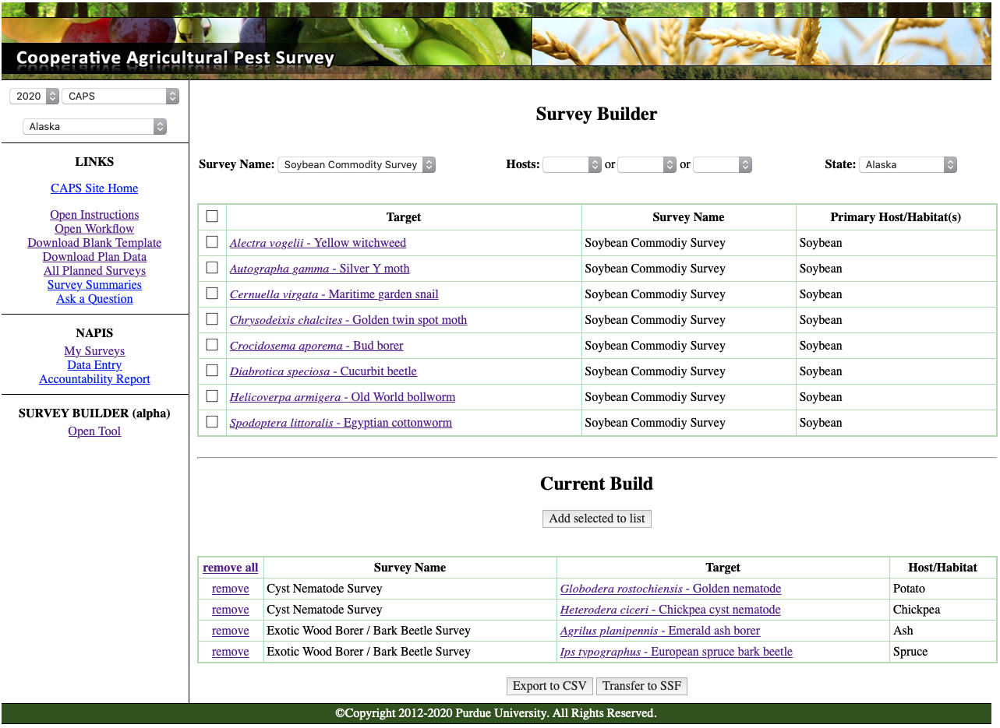 Cooperative Agricultural Pest Survey
2020 CAPS
Alaska
LINKS
CAPS Site Home
Open Instructions
Open Workflow
Download Blank Template
Download Plan Data
All Planned Surveys
Survey Summaries
Ask a Question
NAPIS
My Surveys
Data Entry
Accountability Report
SURVEY BUILDER (alpha)
Open Tool
Survey Builder
Survey Name: Soybean Commodity Survey Hosts: or or State: Alaska
Target Survey Name Primary Host/Habitat(s)
Alectra vogelii - Yellow witchweed Soybean Commodiy Survey Soybean
Autographa gamma - Silver Y moth Soybean Commodiy Survey Soybean
Cernuella virgata - Maritime garden snail Soybean Commodiy Survey Soybean
Chrysodeixis chalcites - Golden twin spot moth Soybean Commodiy Survey Soybean
Crocidosema aporema - Bud borer Soybean Commodiy Survey Soybean
Diabrotica speciosa - Cucurbit beetle Soybean Commodiy Survey Soybean
Helicoverpa armigera - Old World bollworm Soybean Commodiy Survey Soybean
Spodoptera littoralis - Egyptian cottonworm Soybean Commodiy Survey Soybean
Current Build
Add selected to list
remove all Survey Name Target Host/Habitat
remove Cyst Nematode Survey Globodera rostochiensis - Golden nematode Potato
remove Cyst Nematode Survey Heterodera ciceri - Chickpea cyst nematode Chickpea
remove Exotic Wood Borer / Bark Beetle Survey Agrilus planipennis - Emerald ash borer Ash
remove Exotic Wood Borer / Bark Beetle Survey Ips typographus - European spruce bark beetle Spruce
Export to CSV Transfer to SSF
©Copyright 2012-2020 Purdue University. All Rights Reserved.